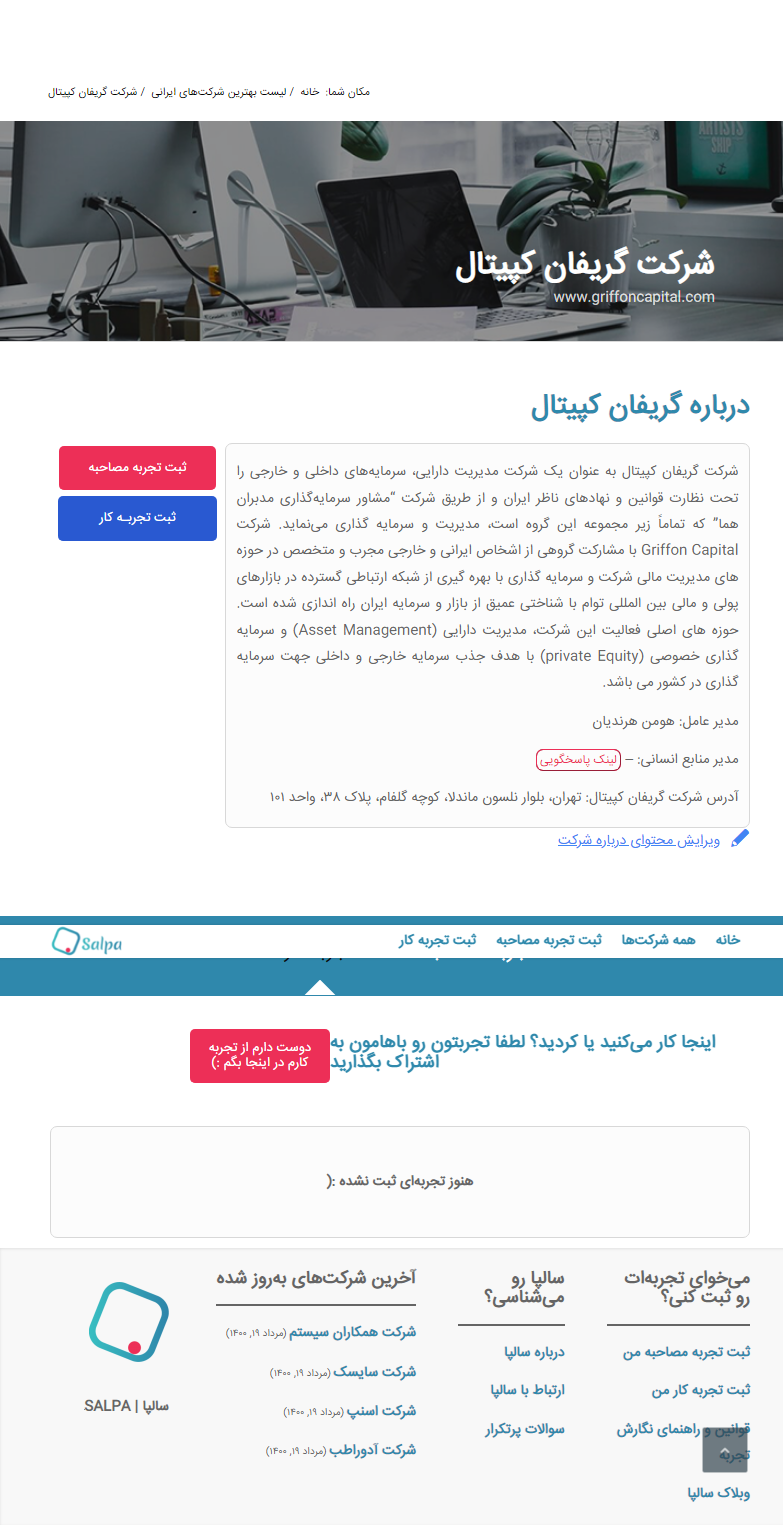 مکان شما: خانه / لیست بهترین شرکت‌های ایرانی / شرکت گریفان کپیتال
ARTISTS
SHIP
شرکت گریفان کپیتال
www.griffoncapital.com
درباره گریفان کپیتال
ثبت تجربه مصاحبه
ثبت تجربـه کار
شرکت گریفان کپیتال به عنوان یک شرکت مدیریت دارایی، سرمایه‌های داخلی و خارجی را
تحت نظارت قوانین و نهادهای ناظر ایران و از طریق شرکت “مشاور سرمایه‌گذاری مدبران
هما” که تماماً زیر مجموعه این گروه است، مدیریت و سرمایه گذاری می‌نماید. شرکت
Griffon Capital با مشارکت گروهی از اشخاص ایرانی و خارجی مجرب و متخصص در حوزه
های مدیریت مالی شرکت و سرمایه گذاری با بهره گیری از شبکه ارتباطی گسترده در بازارهای
پولی و مالی بین المللی توام با شناختی عمیق از بازار و سرمایه ایران راه اندازی شده است.
حوزه های اصلی فعالیت این شرکت، مدیریت دارایی (Asset Management) و سرمایه
گذاری خصوصی (private Equity) با هدف جذب سرمایه خارجی و داخلی جهت سرمایه
گذاری در کشور می باشد.
مدیر عامل: هومن هرندیان
مدیر منابع انسانی: – لینک پاسخگویی
آدرس شرکت گریفان کپیتال: تهران، بلوار نلسون ماندلا، کوچه گلفام، پلاک ۳۸، واحد ۱۰۱
ویرایش محتوای درباره شرکت
خانه همه شرکت‌ها ثبت تجربه مصاحبه ثبت تجربه کار
Salpa
اینجا کار می‌کنید یا کردید؟ لطفا تجربتون رو باهامون به
اشتراک بگذارید
دوست دارم از تجربه
کارم در اینجا بگم :)
هنوز تجربه‌ای ثبت نشده :(
می‌خوای تجربه‌ات
رو ثبت کنی؟
ثبت تجربه مصاحبه من
ثبت تجربه کار من
قوانین و راهنمای نگارش
تجربه
وبلاک سالپا
سالپا رو
می‌شناسی؟
درباره سالپا
ارتباط با سالپا
سوالات پرتکرار
آخرین شرکت‌های به‌روز شده
شرکت همکاران سیستم (مرداد ۱۹, ۱۴۰۰)
شرکت سایسک (مرداد ۱۹, ۱۴۰۰)
شرکت اسنپ (مرداد ۱۹, ۱۴۰۰)
شرکت آدوراطب (مرداد ۱۹, ۱۴۰۰)
سالپا | SALPA